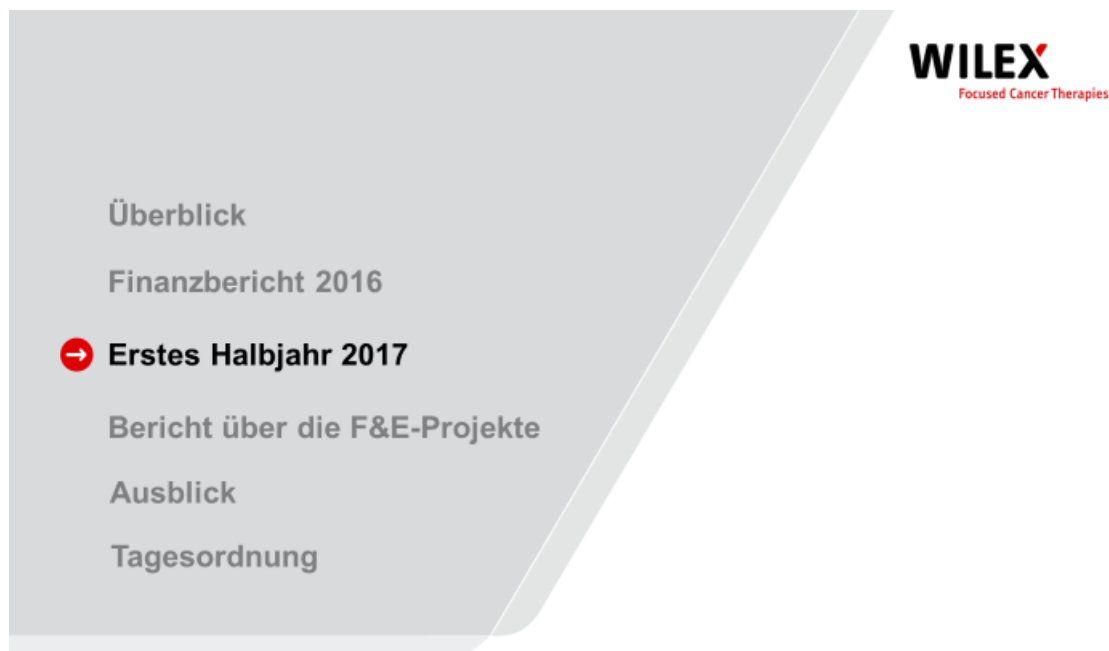 WILEX
Focused Cancer Therapies
Überblick
Finanzbericht 2016
Erstes Halbjahr 2017
Bericht über die F&E-Projekte
Ausblick
Tagesordnung